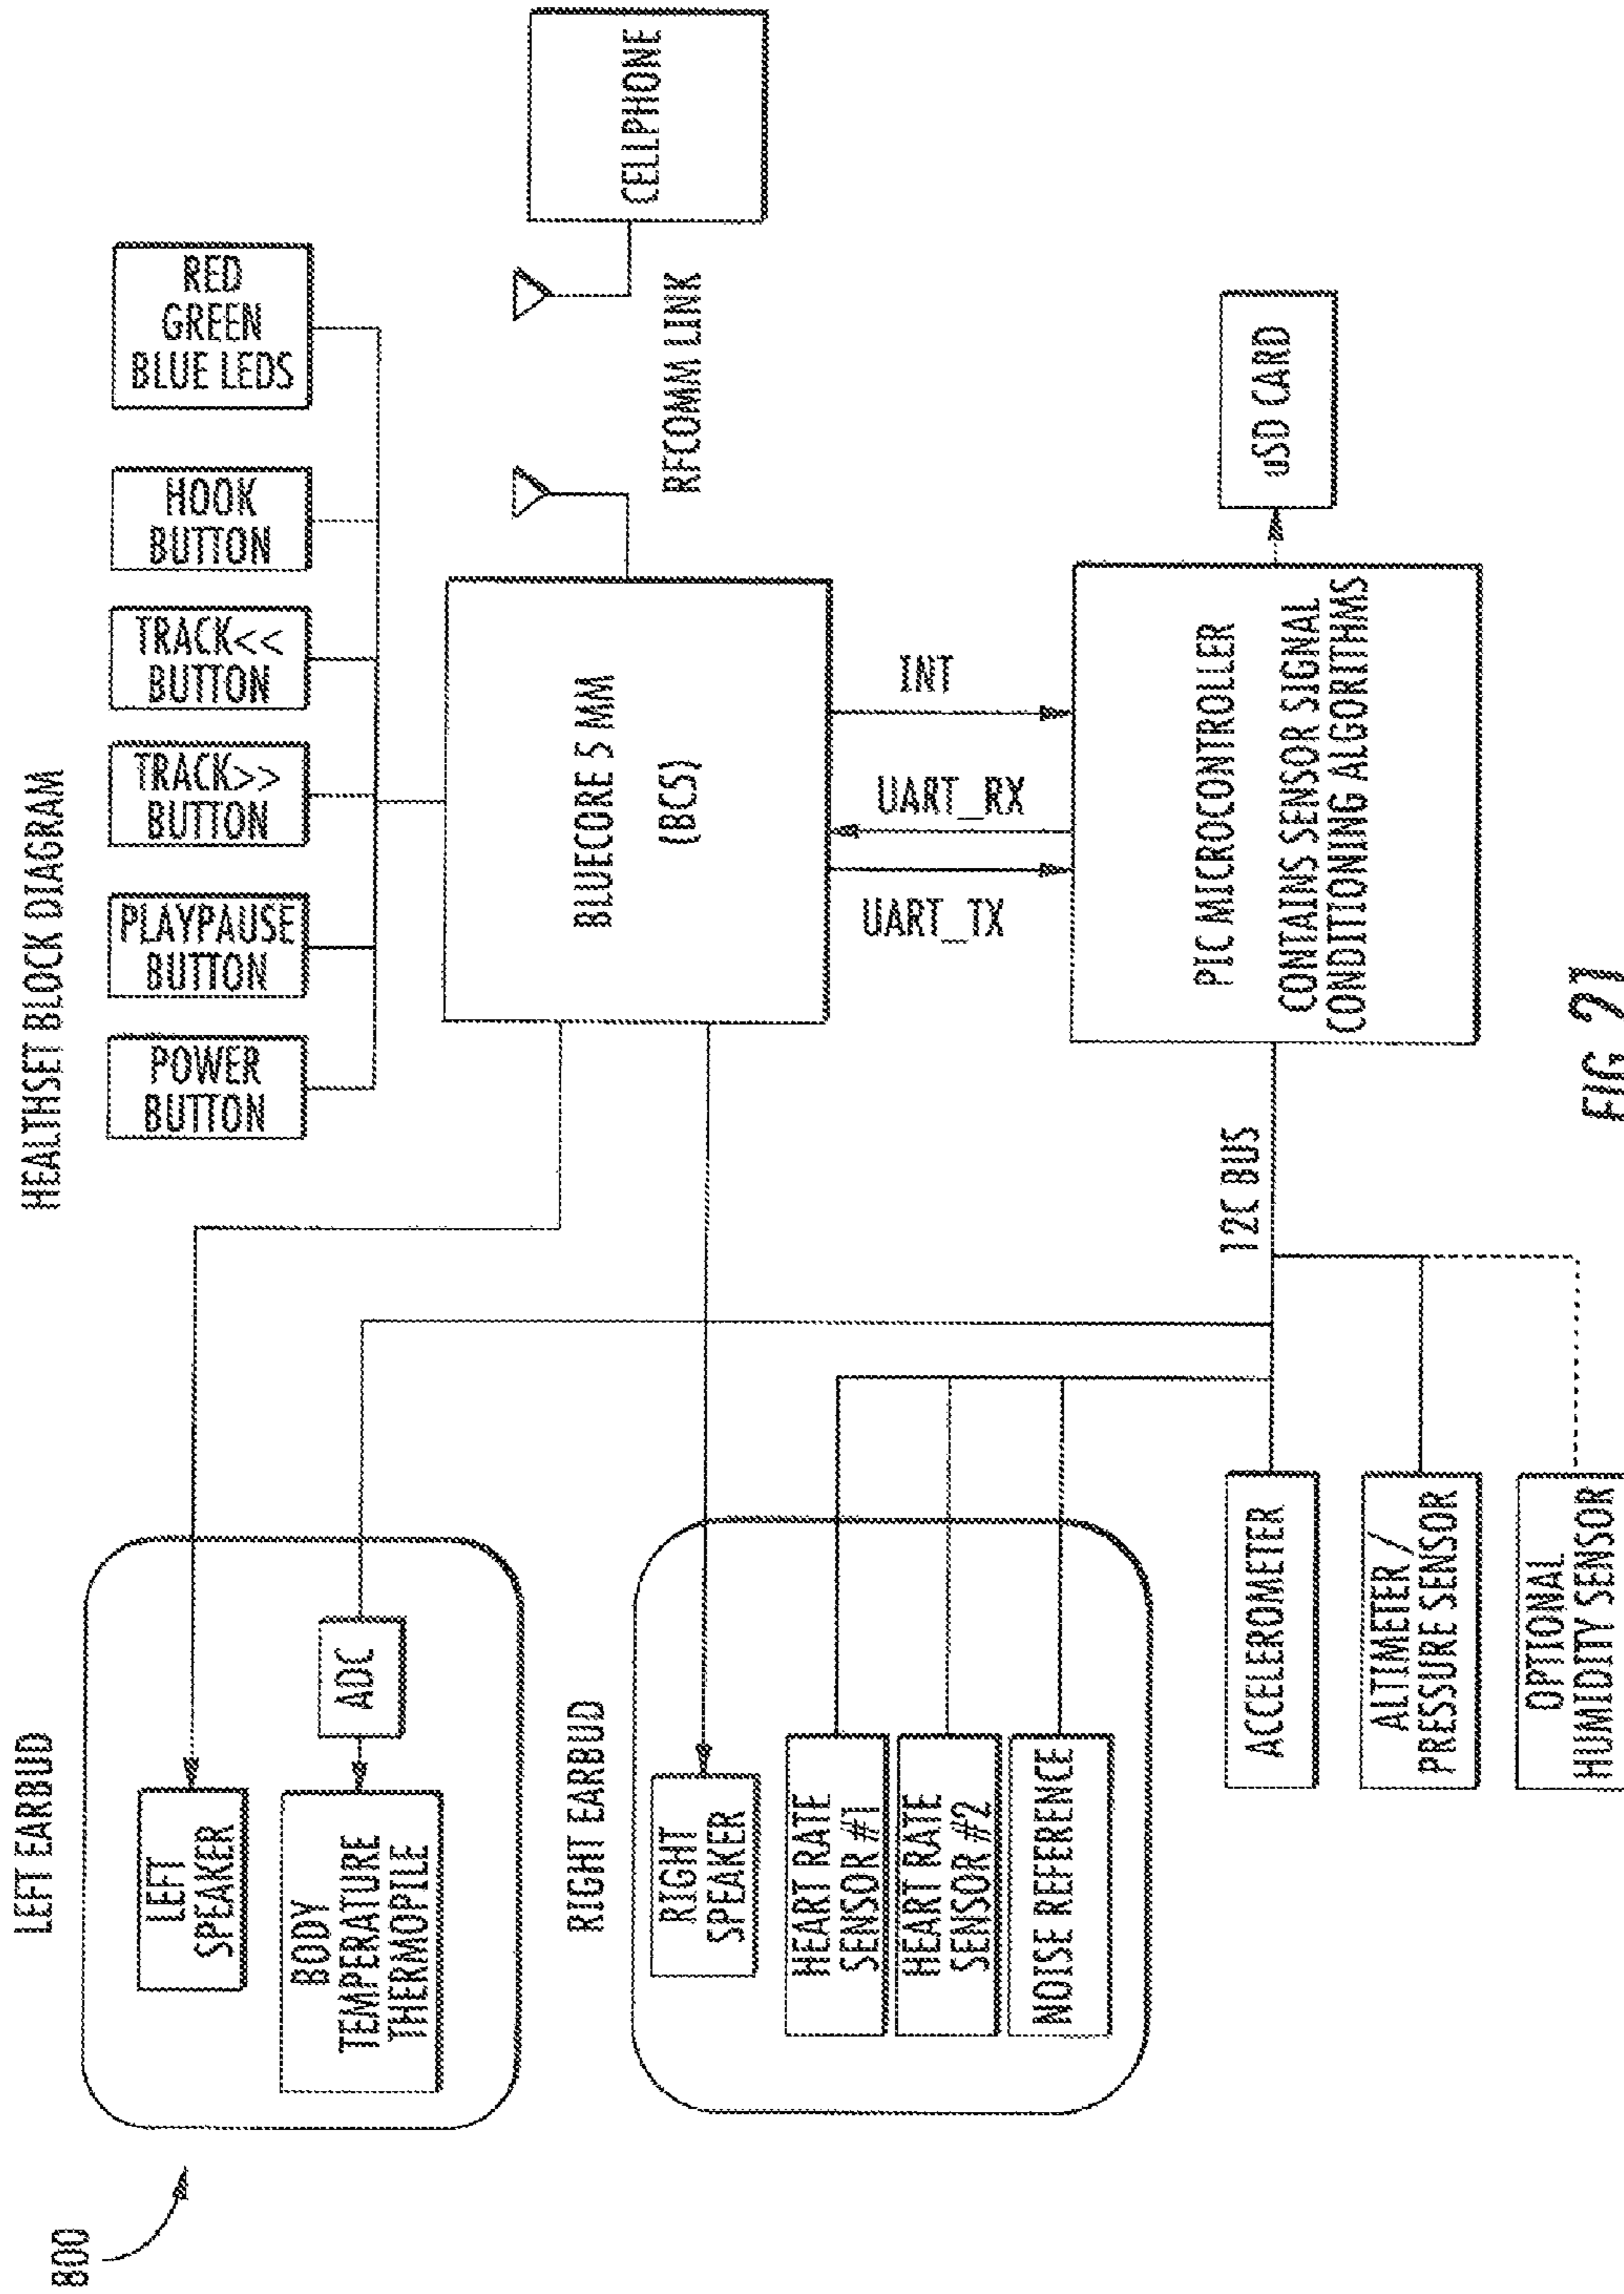 HEALTHSET BLOCK DIAGRAM
800
LEFT EARBUD
LEFT
SPEAKER
BODY
TEMPERATURE
THERMOPILE
ADC
RIGHT EARBUD
RIGHT
SPEAKER
HEART RATE
SENSOR #1
HEART RATE
SENSOR #2
NOISE REFERENCE
ACCELEROMETER
ALTIMETER /
PRESSURE SENSOR
OPTIONAL
HUMIDITY SENSOR
POWER
BUTTON
PLAYPAUSE
BUTTON
TRACK>>
BUTTON
TRACK<<
BUTTON
HOOK
BUTTON
RED
GREEN
BLUE LEDS
BLUECORE 5 MM
(BC5)
UART_TX
UART_RX
INT
RFCOMM LINK
CELLPHONE
12C BUS
PIC MICROCONTROLLER
CONTAINS SENSOR SIGNAL
CONDITIONING ALGORITHMS
uSD CARD
FIG. 21